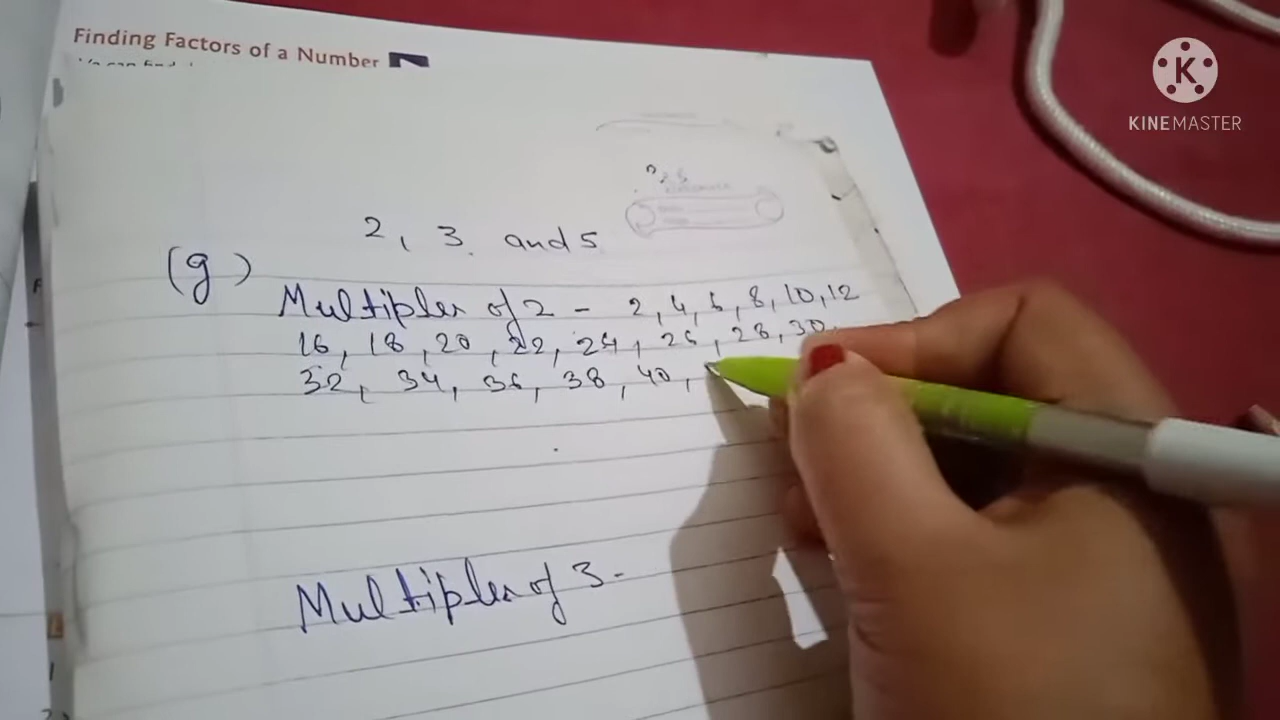 Finding Factors of a Number
KINEMASTER
2, 3 and 5
(g)
Multiples of 2 - 2, 4, 6, 8, 10, 12
16, 18, 20, 22, 24, 26, 28, 30,
32, 34, 36, 38, 40,
Multiples of 3-